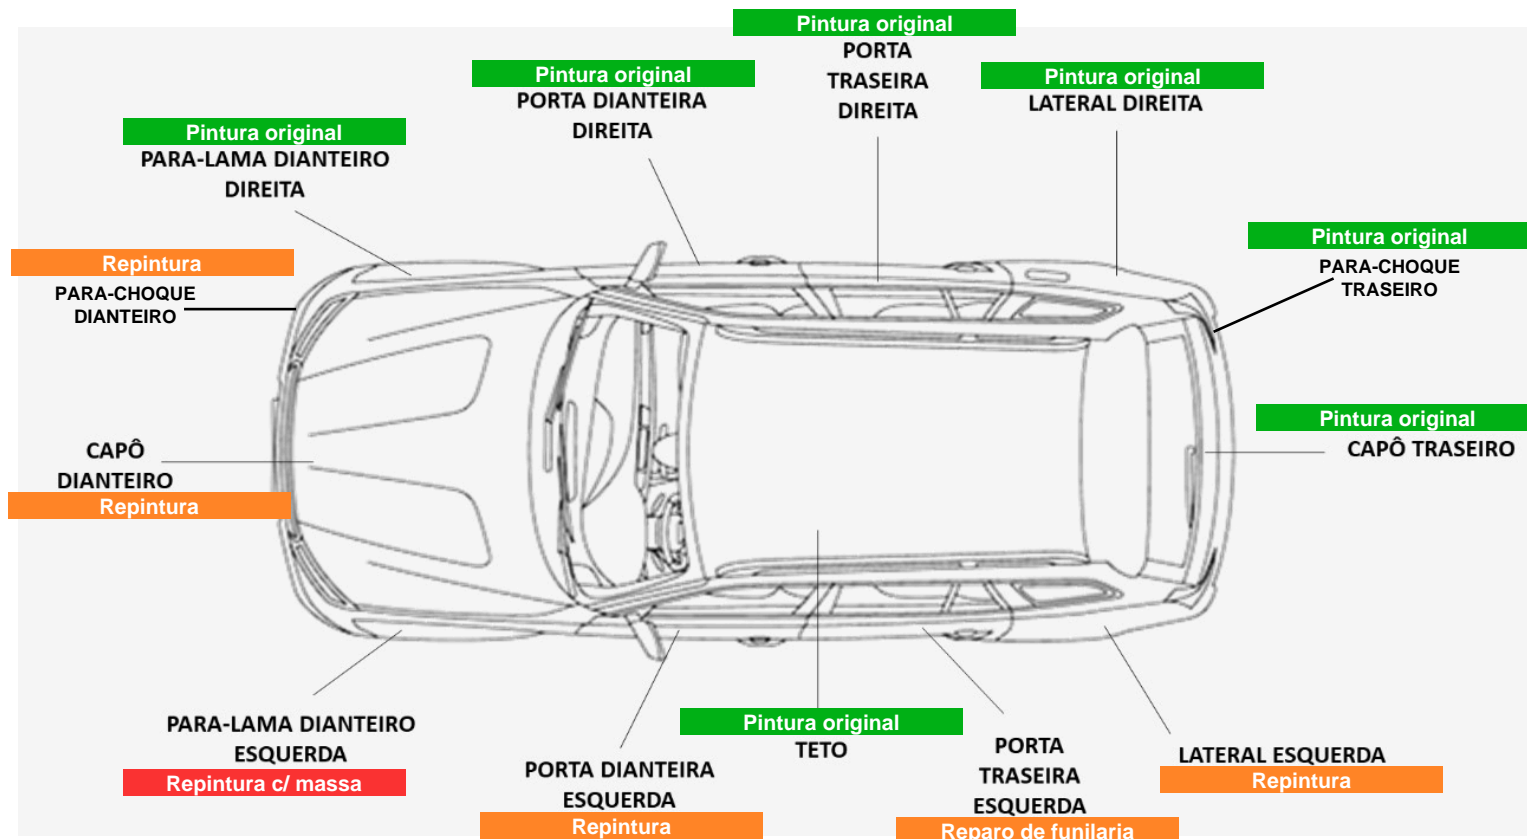 Pintura original
PORTA
TRASEIRA
DIREITA
Pintura original
PORTA DIANTEIRA
DIREITA
Pintura original
LATERAL DIREITA
Pintura original
PARA-LAMA DIANTEIRO
DIREITA
Repintura
PARA-CHOQUE
DIANTEIRO
Pintura original
PARA-CHOQUE
TRASEIRO
CAPÔ
DIANTEIRO
Repintura
Pintura original
CAPÔ TRASEIRO
PARA-LAMA DIANTEIRO
ESQUERDA
Repintura c/ massa
PORTA DIANTEIRA
ESQUERDA
Repintura
Pintura original
TETO
PORTA
TRASEIRA
ESQUERDA
Reparo de funilaria
LATERAL ESQUERDA
Repintura